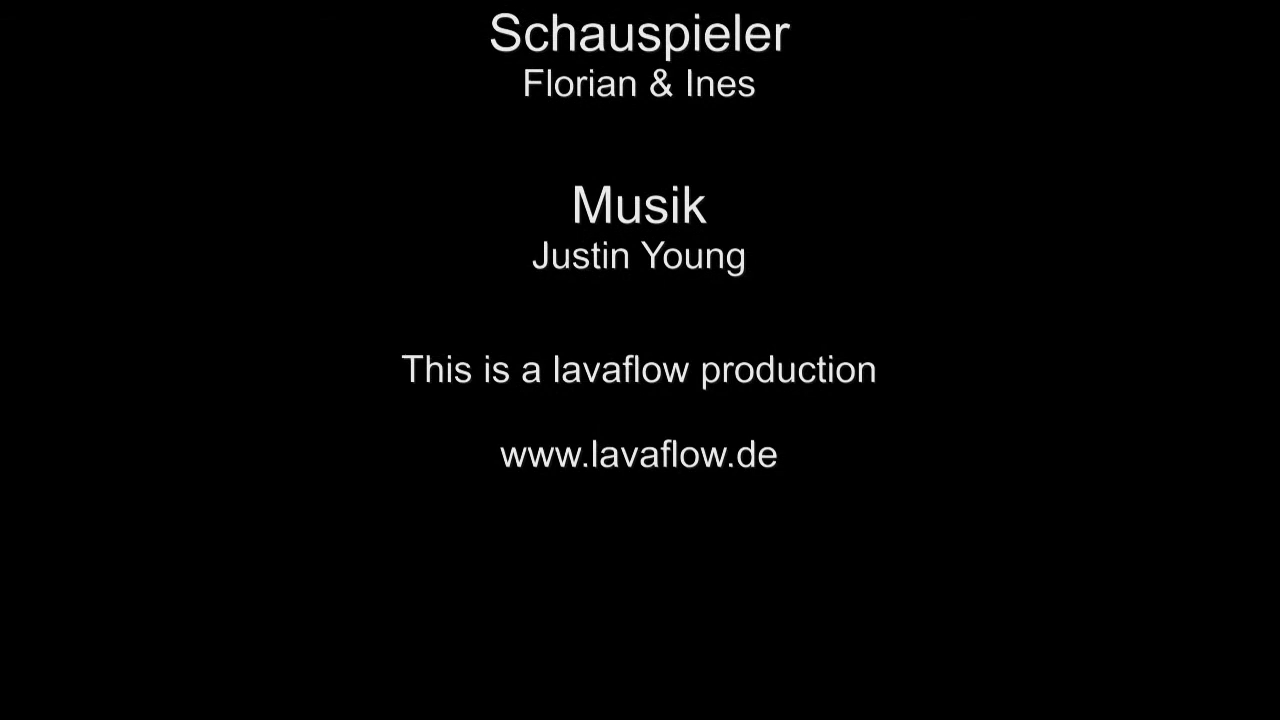 Schauspieler
Florian & Ines
Musik
Justin Young
This is a lavaflow production
www.lavaflow.de